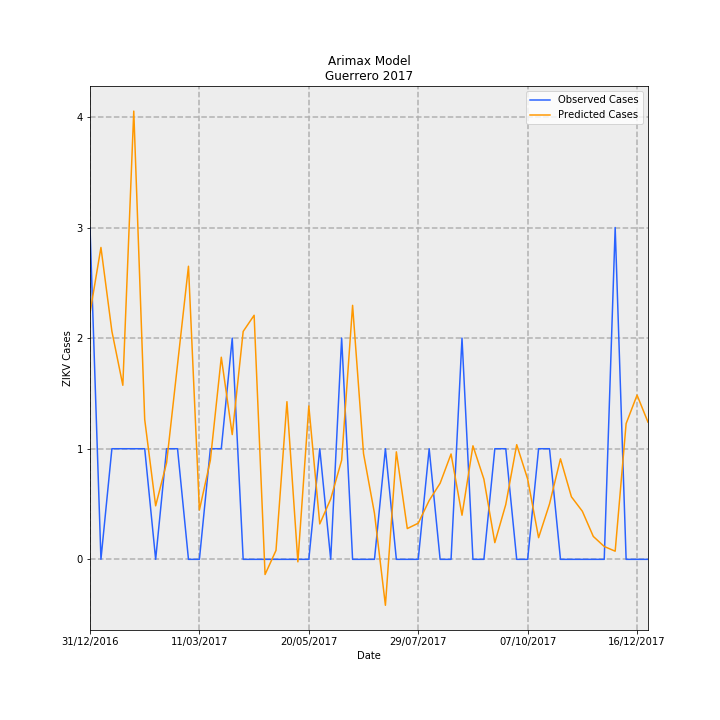 Arimax Model
Guerrero 2017
Observed Cases
Predicted Cases
4
3
2
1
0
ZIKV Cases
31/12/2016 11/03/2017 20/05/2017 29/07/2017 07/10/2017 16/12/2017
Date